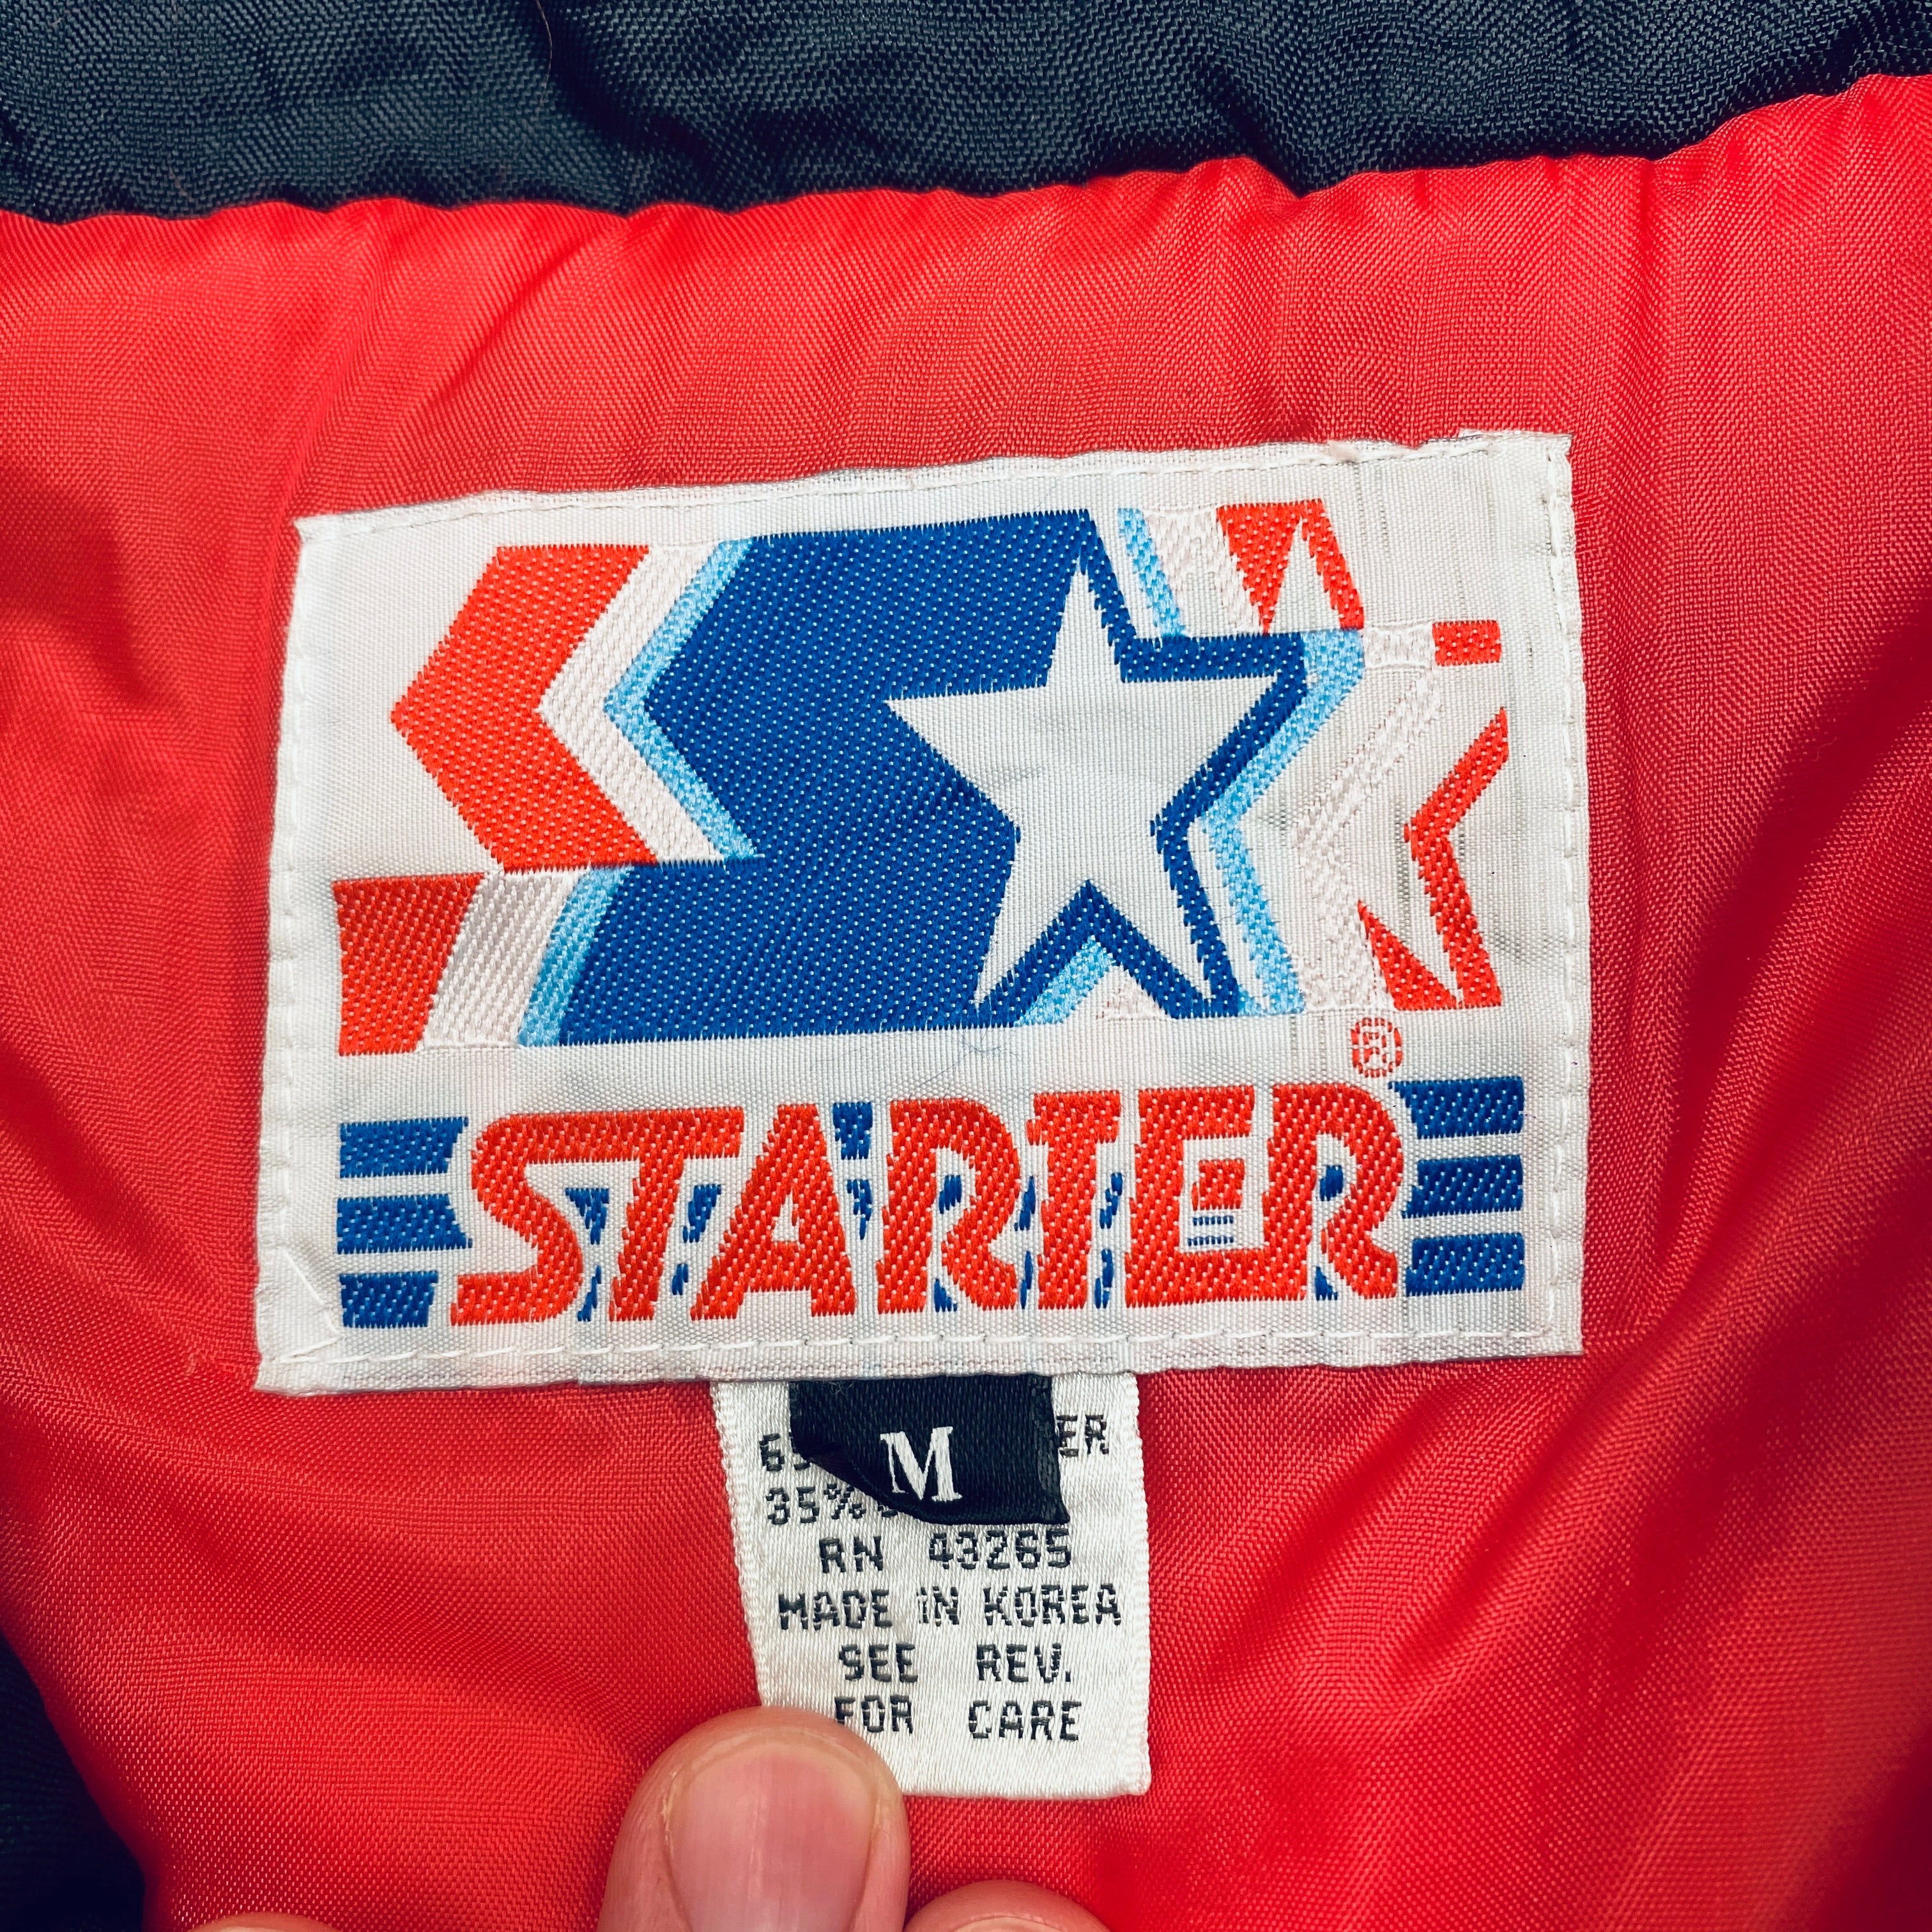 STARTER®
M
35%
RN 43265
MADE IN KOREA
SEE REV.
FOR CARE